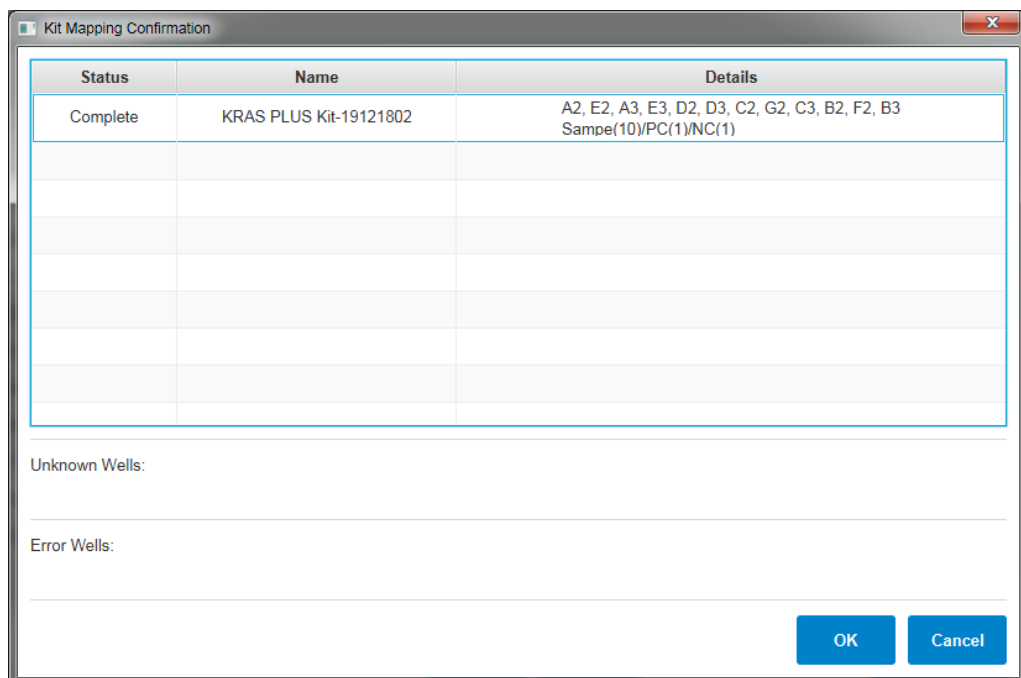 Kit Mapping Confirmation
Status Name Details
Complete KRAS PLUS Kit-19121802 A2, E2, A3, E3, D2, D3, C2, G2, C3, B2, F2, B3
Sampe(10)/PC(1)/NC(1)
Unknown Wells:
Error Wells:
OK Cancel